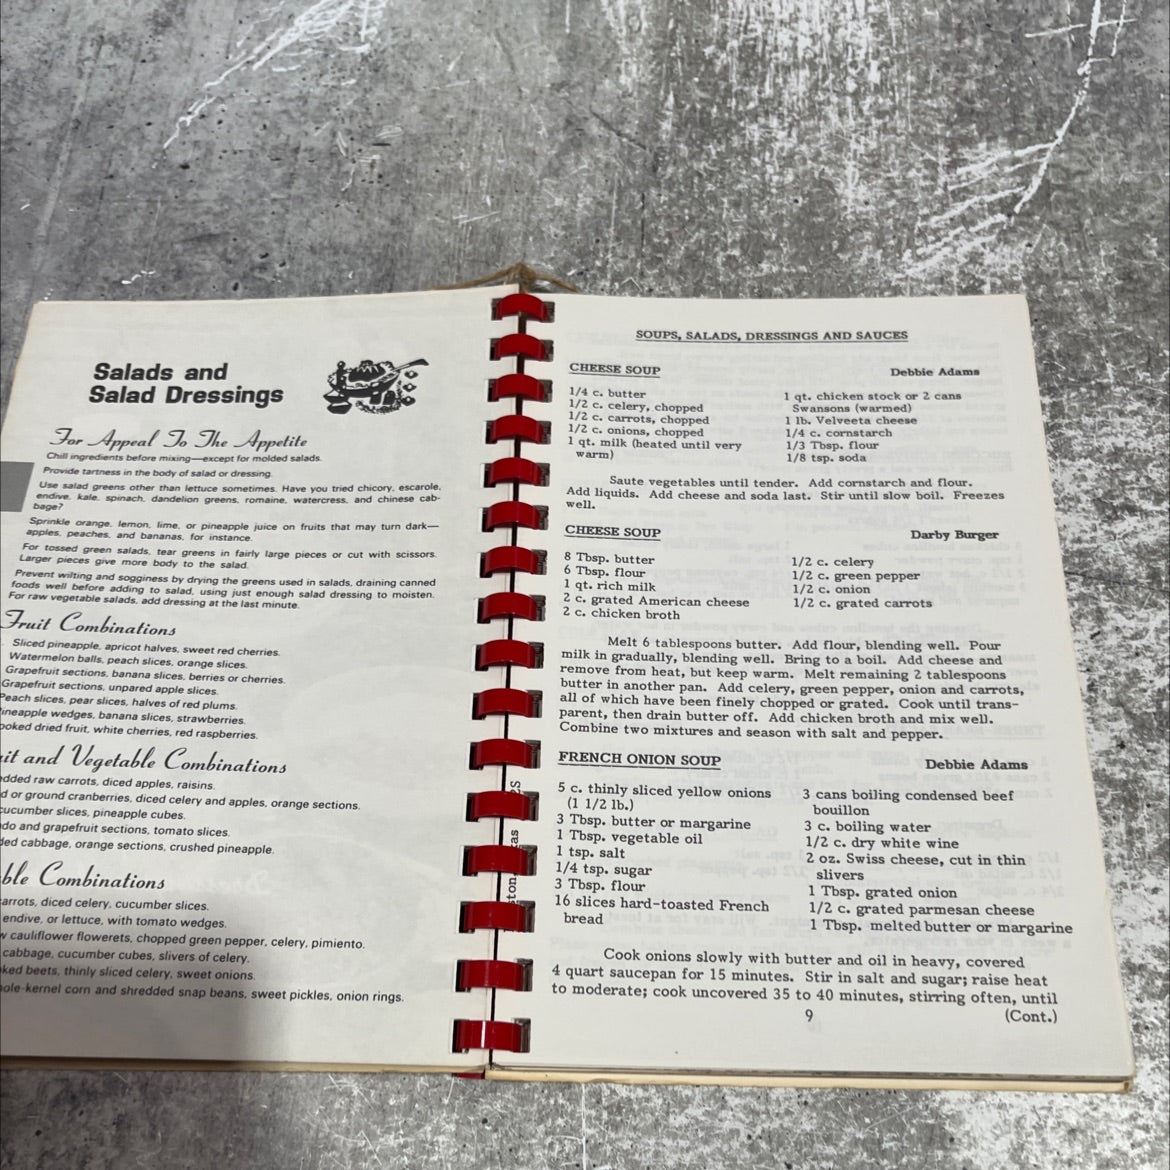 Salads and
Salad Dressings
For Appeal To The Appetite
Chill ingredients before mixing—except for molded salads.
Provide tartness in the body of salad or dressing.
Use salad greens other than lettuce sometimes. Have you tried chicory, escarole,
endive, kale, spinach, dandelion greens, romaine, watercress, and chinese cab-
bage?
Sprinkle orange, lemon, lime, or pineapple juice on fruits that may turn dark—
apples, peaches, and bananas, for instance.
For tossed green salads, tear greens in fairly large pieces or cut with scissors.
Larger pieces give more body to the salad.
Prevent wilting and sogginess by drying the greens used in salads, draining canned
foods well before adding to salad, using just enough salad dressing to moisten.
For raw vegetable salads, add dressing at the last minute.
Fruit Combinations
Sliced pineapple, apricot halves, sweet red cherries.
Watermelon balls, peach slices, orange slices.
Grapefruit sections, banana slices, berries or cherries.
Grapefruit sections, unpared apple slices.
Peach slices, pear slices, halves of red plums.
ineapple wedges, banana slices, strawberries.
ooked dried fruit, white cherries, red raspberries.
uit and Vegetable Combinations
dded raw carrots, diced apples, raisins.
d or ground cranberries, diced celery and apples, orange sections.
cucumber slices, pineapple cubes.
do and grapefruit sections, tomato slices.
ded cabbage, orange sections, crushed pineapple.
ble Combinations
arrots, diced celery, cucumber slices.
endive, or lettuce, with tomato wedges.
w cauliflower flowerets, chopped green pepper, celery, pimiento.
cabbage, cucumber cubes, slivers of celery.
ked beets, thinly sliced celery, sweet onions.
ole-kernel corn and shredded snap beans, sweet pickles, onion rings.
SOUPS, SALADS, DRESSINGS AND SAUCES
CHEESE SOUP Debbie Adams
1/4 c. butter
1/2 c. celery, chopped
1/2 c. carrots, chopped
1/2 c. onions, chopped
1 qt. milk (heated until very
warm)
1 qt. chicken stock or 2 cans
Swansons (warmed)
1 lb. Velveeta cheese
1/4 c. cornstarch
1/3 Tbsp. flour
1/8 tsp. soda
Saute vegetables until tender. Add cornstarch and flour.
Add liquids. Add cheese and soda last. Stir until slow boil. Freezes
well.
CHEESE SOUP Darby Burger
8 Tbsp. butter
6 Tbsp. flour
1 qt. rich milk
2 c. grated American cheese
2 c. chicken broth
1/2 c. celery
1/2 c. green pepper
1/2 c. onion
1/2 c. grated carrots
Melt 6 tablespoons butter. Add flour, blending well. Pour
milk in gradually, blending well. Bring to a boil. Add cheese and
remove from heat, but keep warm. Melt remaining 2 tablespoons
butter in another pan. Add celery, green pepper, onion and carrots,
all of which have been finely chopped or grated. Cook until trans-
parent, then drain butter off. Add chicken broth and mix well.
Combine two mixtures and season with salt and pepper.
FRENCH ONION SOUP Debbie Adams
5 c. thinly sliced yellow onions
(1 1/2 lb.)
3 Tbsp. butter or margarine
1 Tbsp. vegetable oil
1 tsp. salt
1/4 tsp. sugar
3 Tbsp. flour
16 slices hard-toasted French
bread
3 cans boiling condensed beef
bouillon
3 c. boiling water
1/2 c. dry white wine
2 oz. Swiss cheese, cut in thin
slivers
1 Tbsp. grated onion
1/2 c. grated parmesan cheese
1 Tbsp. melted butter or margarine
Cook onions slowly with butter and oil in heavy, covered
4 quart saucepan for 15 minutes. Stir in salt and sugar; raise heat
to moderate; cook uncovered 35 to 40 minutes, stirring often, until
9 (Cont.)